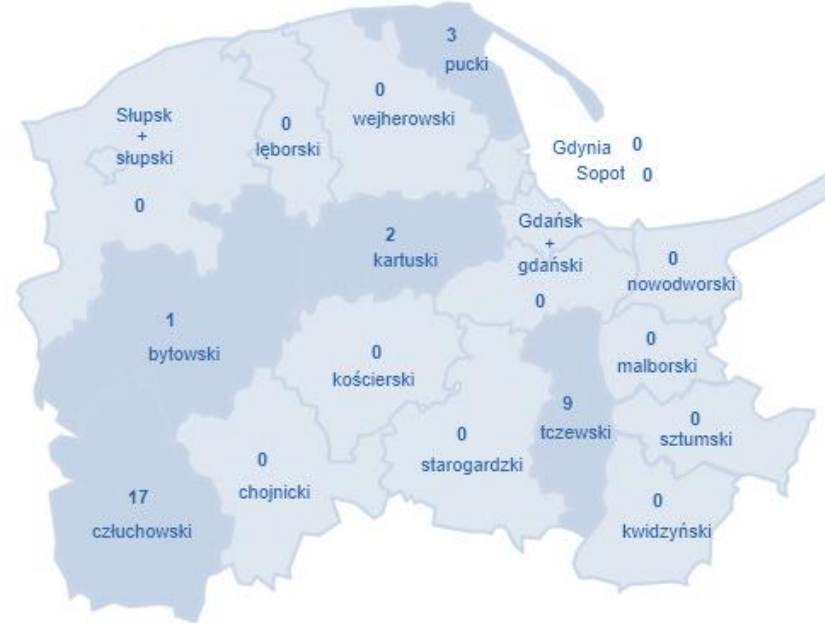 3
pucki
0
wejherowski
0
lęborski
Słupsk
+
słupski
0
Gdynia 0
Sopot 0
2
kartuski
Gdańsk
+
gdański
0
0
nowodworski
1
bytowski
0
kościerski
0
malborski
9
tczewski
0
sztumski
0
starogardzki
0
chojnicki
17
człuchowski
0
kwidzyński